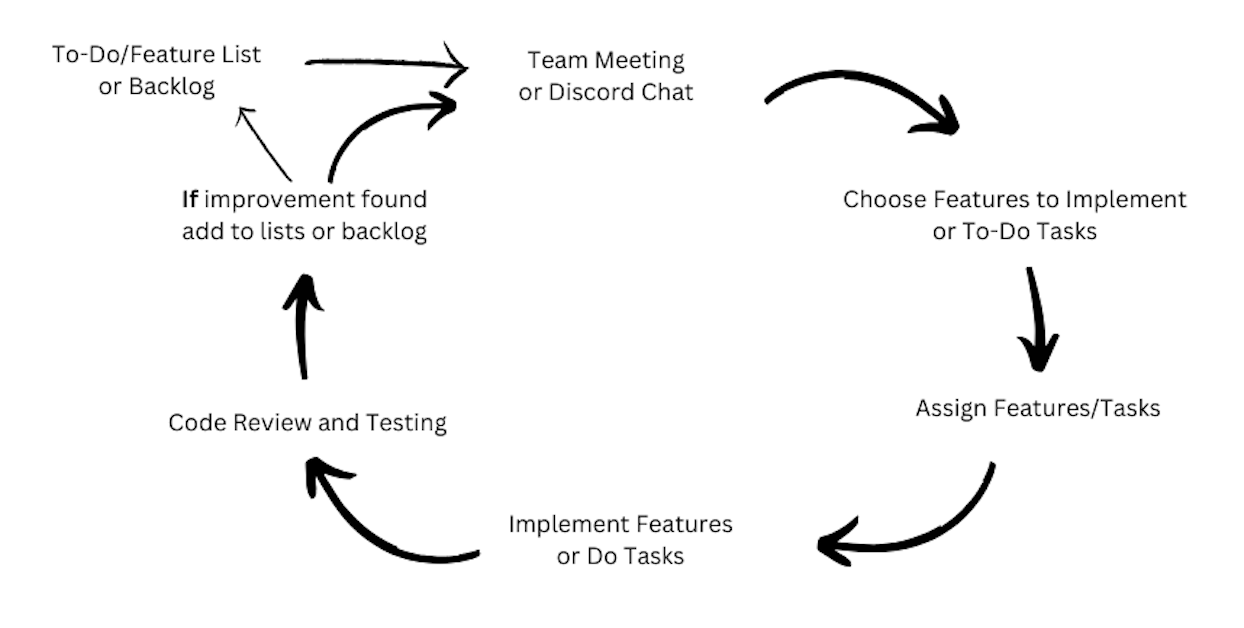 To-Do/Feature List
or Backlog
Team Meeting
or Discord Chat
If improvement found
add to lists or backlog
Choose Features to Implement
or To-Do Tasks
Code Review and Testing
Assign Features/Tasks
Implement Features
or Do Tasks